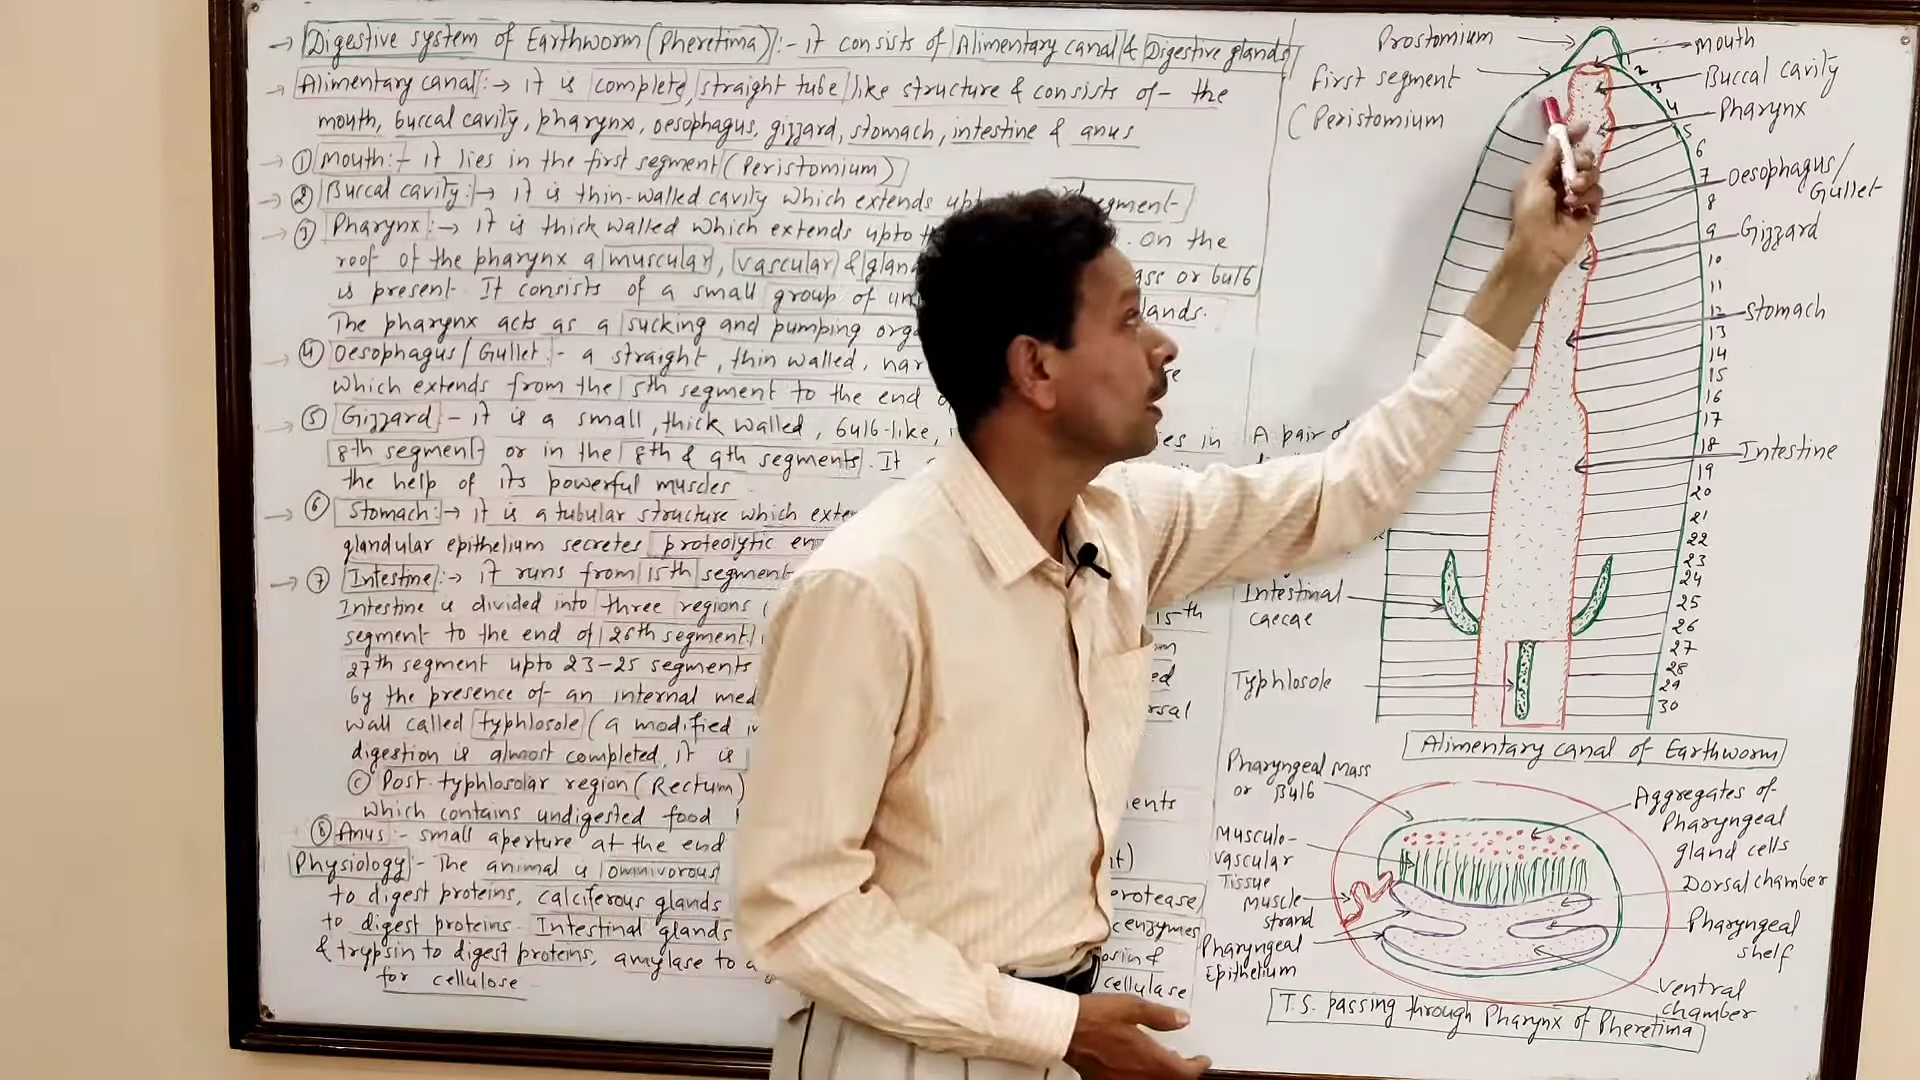 → Digestive system of Earthworm (Pheretima) :- it consists of Alimentary canal & Digestive glands
→ Alimentary canal :→ it is complete, straight tube like structure & consists of - the
mouth, buccal cavity, pharynx, oesophagus, gizzard, stomach, intestine & anus
→ ① Mouth :- it lies in the first segment (Peristomium)
→ ② Buccal cavity :→ it is thin-walled cavity which extends upto segment
→ ③ Pharynx :→ it is thick walled which extends upto . on the
roof of the pharynx a muscular, vascular & ass or bulb
is present. It consists of a small group of glands.
The pharynx acts as a sucking and pumping
→ ④ Oesophagus/Gullet :- a straight, thin walled,
which extends from the 5th segment to the end
→ ⑤ Gizzard - it is a small, thick walled, bulb-like, lies in
8th segment or in the 8th & 9th segments. It
the help of its powerful muscles
→ ⑥ Stomach :→ it is a tubular structure which
glandular epithelium secretes proteolytic
→ ⑦ Intestine :→ it runs from 15th segment
Intestine is divided into three regions 15th
segment to the end of 26th segment
27th segment upto 23-25 segments
by the presence of an internal
wall called typhlosole (a modified
digestion is almost completed, it is
ⓒ Post-typhlosolar region (Rectum)
which contains undigested food
⑧ Anus :- small aperture at the end
Physiology - The animal is omnivorous
to digest proteins, calciferous glands
to digest proteins. Intestinal glands enzymes
& trypsin to digest proteins, amylase to
for cellulose cellulase
A pair of
Prostomium
First segment
(Peristomium
mouth
Buccal cavity
Pharynx
Oesophagus/
Gullet
Gizzard
Stomach
Intestine
2
3
4
5
6
7
8
9
10
11
12
13
14
15
16
17
18
19
20
21
22
23
24
25
26
27
28
29
30
Intestinal
caecae
Typhlosole
Alimentary canal of Earthworm
Pharyngeal Mass
or Bulb
Musculo-
vascular
Tissue
muscle
strand
Pharyngeal
Epithelium
Aggregates of
Pharyngeal
gland cells
Dorsal chamber
Pharyngeal
shelf
ventral
chamber
T.S. passing through Pharynx of Pheretima